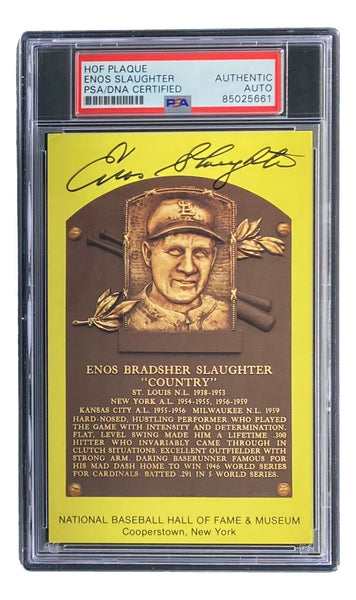 HOF PLAQUE
ENOS SLAUGHTER AUTHENTIC
PSA/DNA CERTIFIED AUTO
PSA 85025661
Enos Slaughter
StL
ENOS BRADSHER SLAUGHTER
"COUNTRY"
ST. LOUIS N.L. 1938-1953
NEW YORK A.L. 1954-1955, 1956-1959
KANSAS CITY A.L. 1955-1956 MILWAUKEE N.L. 1959
HARD-NOSED, HUSTLING PERFORMER WHO PLAYED
THE GAME WITH INTENSITY AND DETERMINATION.
FLAT, LEVEL SWING MADE HIM A LIFETIME .300
HITTER WHO INVARIABLY CAME THROUGH IN
CLUTCH SITUATIONS. EXCELLENT OUTFIELDER WITH
STRONG ARM. DARING BASERUNNER FAMOUS FOR
HIS MAD DASH HOME TO WIN 1946 WORLD SERIES
FOR CARDINALS. BATTED .291 IN 5 WORLD SERIES.
NATIONAL BASEBALL HALL OF FAME & MUSEUM
Cooperstown, New York